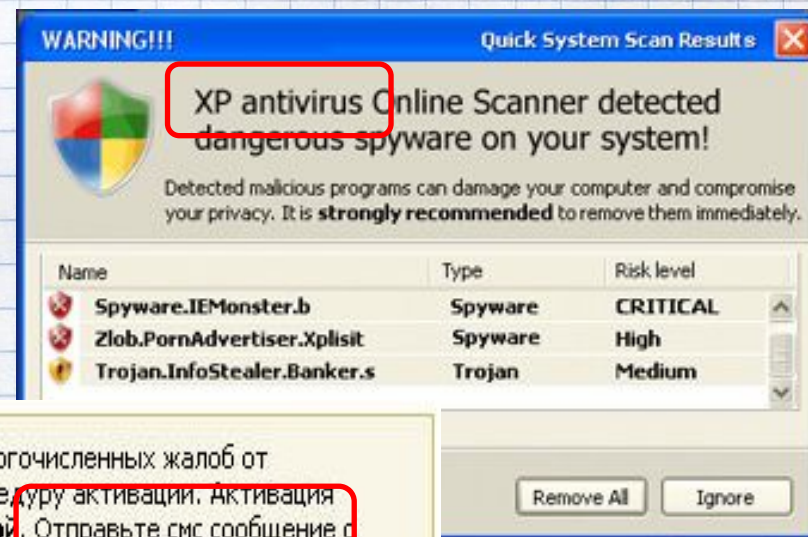 WARNING!!!
Quick System Scan Results
XP antivirus Online Scanner detected
dangerous spyware on your system!
Detected malicious programs can damage your computer and compromise
your privacy. It is strongly recommended to remove them immediately.
Name Type Risk level
Spyware.IEMonster.b Spyware CRITICAL
Zlob.PornAdvertiser.Xplisit Spyware High
Trojan.InfoStealer.Banker.s Trojan Medium
Remove All Ignore
жалоб от
активации. Активация
Отправьте смс сообщение с